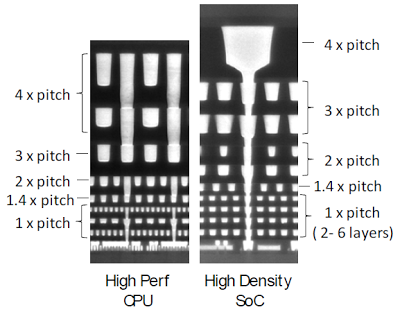 4 x pitch
3 x pitch
2 x pitch
1.4 x pitch
1 x pitch
High Perf
CPU
4 x pitch
3 x pitch
2 x pitch
1.4 x pitch
1 x pitch
( 2- 6 layers)
High Density
SoC